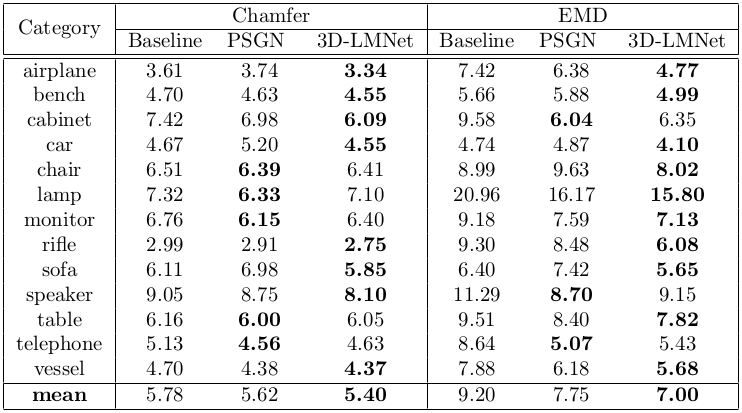 Category Chamfer EMD
Baseline PSGN 3D-LMNet Baseline PSGN 3D-LMNet
airplane 3.61 3.74 3.34 7.42 6.38 4.77
bench 4.70 4.63 4.55 5.66 5.88 4.99
cabinet 7.42 6.98 6.09 9.58 6.04 6.35
car 4.67 5.20 4.55 4.74 4.87 4.10
chair 6.51 6.39 6.41 8.99 9.63 8.02
lamp 7.32 6.33 7.10 20.96 16.17 15.80
monitor 6.76 6.15 6.40 9.18 7.59 7.13
rifle 2.99 2.91 2.75 9.30 8.48 6.08
sofa 6.11 6.98 5.85 6.40 7.42 5.65
speaker 9.05 8.75 8.10 11.29 8.70 9.15
table 6.16 6.00 6.05 9.51 8.40 7.82
telephone 5.13 4.56 4.63 8.64 5.07 5.43
vessel 4.70 4.38 4.37 7.88 6.18 5.68
mean 5.78 5.62 5.40 9.20 7.75 7.00